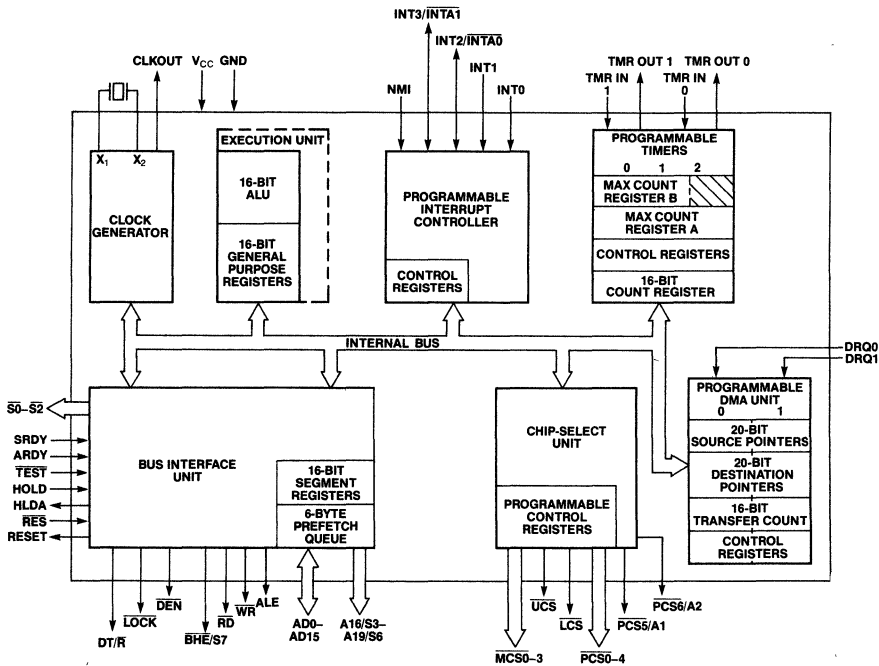 INT3/INTA1
INT2/INTA0
CLKOUT VCC GND
INT1
TMR OUT 1 TMR OUT 0
TMR IN 1
TMR IN 0
NMI
INT0
X1 X2
CLOCK
GENERATOR
EXECUTION UNIT
16-BIT
ALU
16-BIT
GENERAL
PURPOSE
REGISTERS
PROGRAMMABLE
INTERRUPT
CONTROLLER
CONTROL
REGISTERS
PROGRAMMABLE
TIMERS
0 1 2
MAX COUNT
REGISTER B
MAX COUNT
REGISTER A
CONTROL REGISTERS
16-BIT
COUNT REGISTER
INTERNAL BUS
DRQ0
DRQ1
S0–S2
SRDY
ARDY
TEST
HOLD
HLDA
RES
RESET
BUS INTERFACE
UNIT
16-BIT
SEGMENT
REGISTERS
6-BYTE
PREFETCH
QUEUE
CHIP-SELECT
UNIT
PROGRAMMABLE
CONTROL
REGISTERS
PROGRAMMABLE
DMA UNIT
0 1
20-BIT
SOURCE POINTERS
20-BIT
DESTINATION
POINTERS
16-BIT
TRANSFER COUNT
CONTROL
REGISTERS
DT/R
LOCK
DEN
BHE/S7
RD
WR
ALE
AD0–
AD15
A16/S3–
A19/S6
MCS0–3
UCS
LCS
PCS0–4
PCS5/A1
PCS6/A2